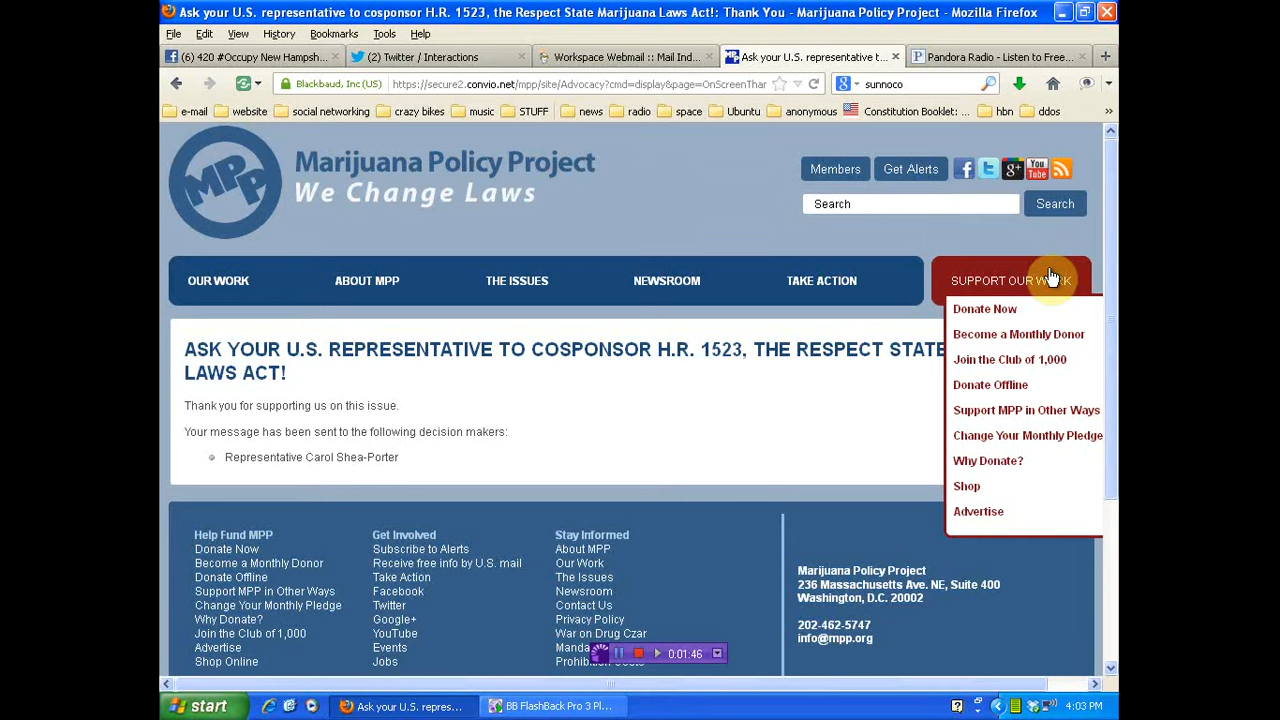 Ask your U.S. representative to cosponsor H.R. 1523, the Respect State Marijuana Laws Act!: Thank You - Marijuana Policy Project - Mozilla Firefox
File Edit View History Bookmarks Tools Help
(6) 420 #Occupy New Hampsh...
(2) Twitter / Interactions
Workspace Webmail :: Mail Ind...
Ask your U.S. representative t...
Pandora Radio - Listen to Free...
Blackbaud, Inc (US) https://secure2.convio.net/mpp/site/Advocacy?cmd=display&page=OnScreenThar
sunnoco
e-mail website social networking crazy bikes music STUFF news radio space Ubuntu anonymous Constitution Booklet: ... hbn ddos
MPP
Marijuana Policy Project
We Change Laws
Members Get Alerts
You Tube
Search Search
OUR WORK ABOUT MPP THE ISSUES NEWSROOM TAKE ACTION SUPPORT OUR WORK
Donate Now
Become a Monthly Donor
Join the Club of 1,000
Donate Offline
Support MPP in Other Ways
Change Your Monthly Pledge
Why Donate?
Shop
Advertise
ASK YOUR U.S. REPRESENTATIVE TO COSPONSOR H.R. 1523, THE RESPECT STATE
LAWS ACT!
Thank you for supporting us on this issue.
Your message has been sent to the following decision makers:
Representative Carol Shea-Porter
Help Fund MPP
Donate Now
Become a Monthly Donor
Donate Offline
Support MPP in Other Ways
Change Your Monthly Pledge
Why Donate?
Join the Club of 1,000
Advertise
Shop Online
Get Involved
Subscribe to Alerts
Receive free info by U.S. mail
Take Action
Facebook
Twitter
Google+
YouTube
Events
Jobs
Stay Informed
About MPP
Our Work
The Issues
Newsroom
Contact Us
Privacy Policy
War on Drug Czar
Manda
Prohibi
Marijuana Policy Project
236 Massachusetts Ave. NE, Suite 400
Washington, D.C. 20002
202-462-5747
info@mpp.org
0:01:46
start
Ask your U.S. repres...
BB FlashBack Pro 3 Pl...
4:03 PM